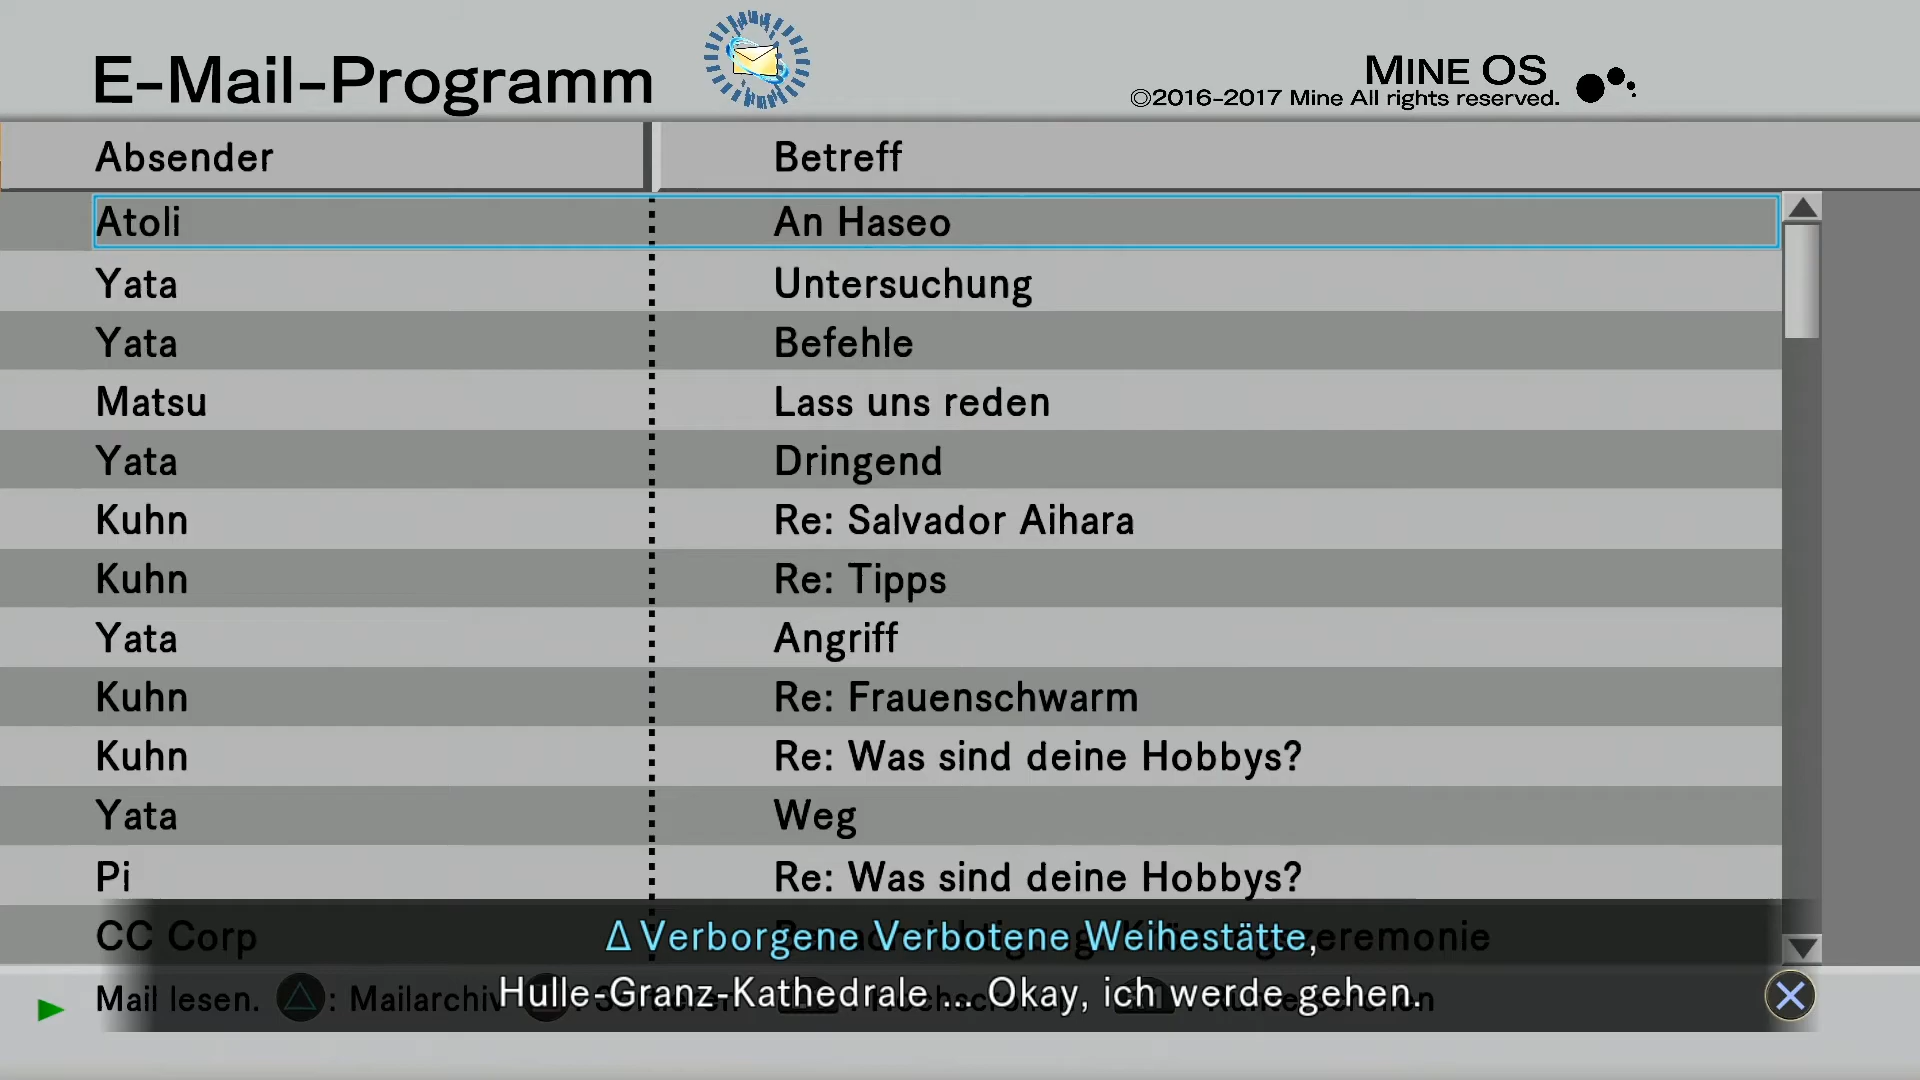 E-Mail-Programm
MINE OS
©2016-2017 Mine All rights reserved.
Absender Betreff
Atoli An Haseo
Yata Untersuchung
Yata Befehle
Matsu Lass uns reden
Yata Dringend
Kuhn Re: Salvador Aihara
Kuhn Re: Tipps
Yata Angriff
Kuhn Re: Frauenschwarm
Kuhn Re: Was sind deine Hobbys?
Yata Weg
Pi Re: Was sind deine Hobbys?
CC Corp
Δ Verborgene Verbotene Weihestätte,
Hulle-Granz-Kathedrale ... Okay, ich werde gehen.
Mail lesen. : Mailarchiv